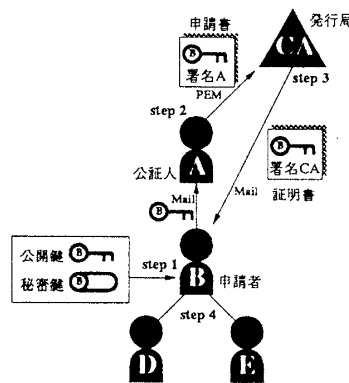 申請書
発行局
B
署名A
CA
PEM
step 3
step 2
B
署名CA
A
公証人
Mail
証明書
Mail
B
公開鍵 B
step 1
B
申請者
秘密鍵 B
step 4
D
E